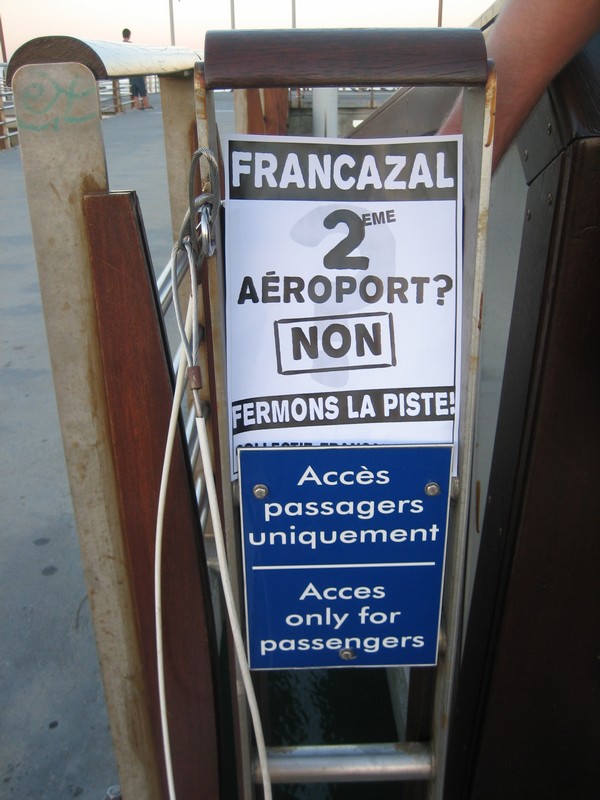 FRANCAZAL
2EME
AÉROPORT?
NON
FERMONS LA PISTE!
Accès
passagers
uniquement
Acces
only for
passengers